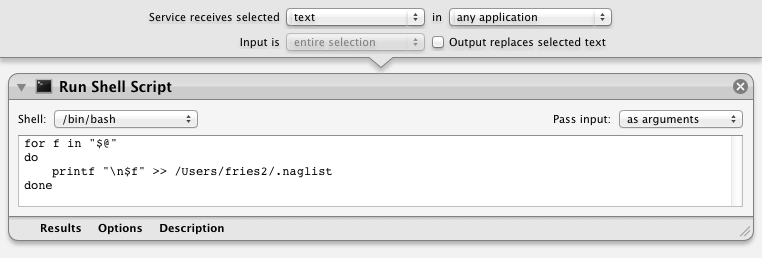 Service receives selected text in any application
Input is entire selection Output replaces selected text
Run Shell Script
Shell: /bin/bash Pass input: as arguments
for f in "$@"
do
    printf "\n$f" >> /Users/fries2/.naglist
done
Results Options Description